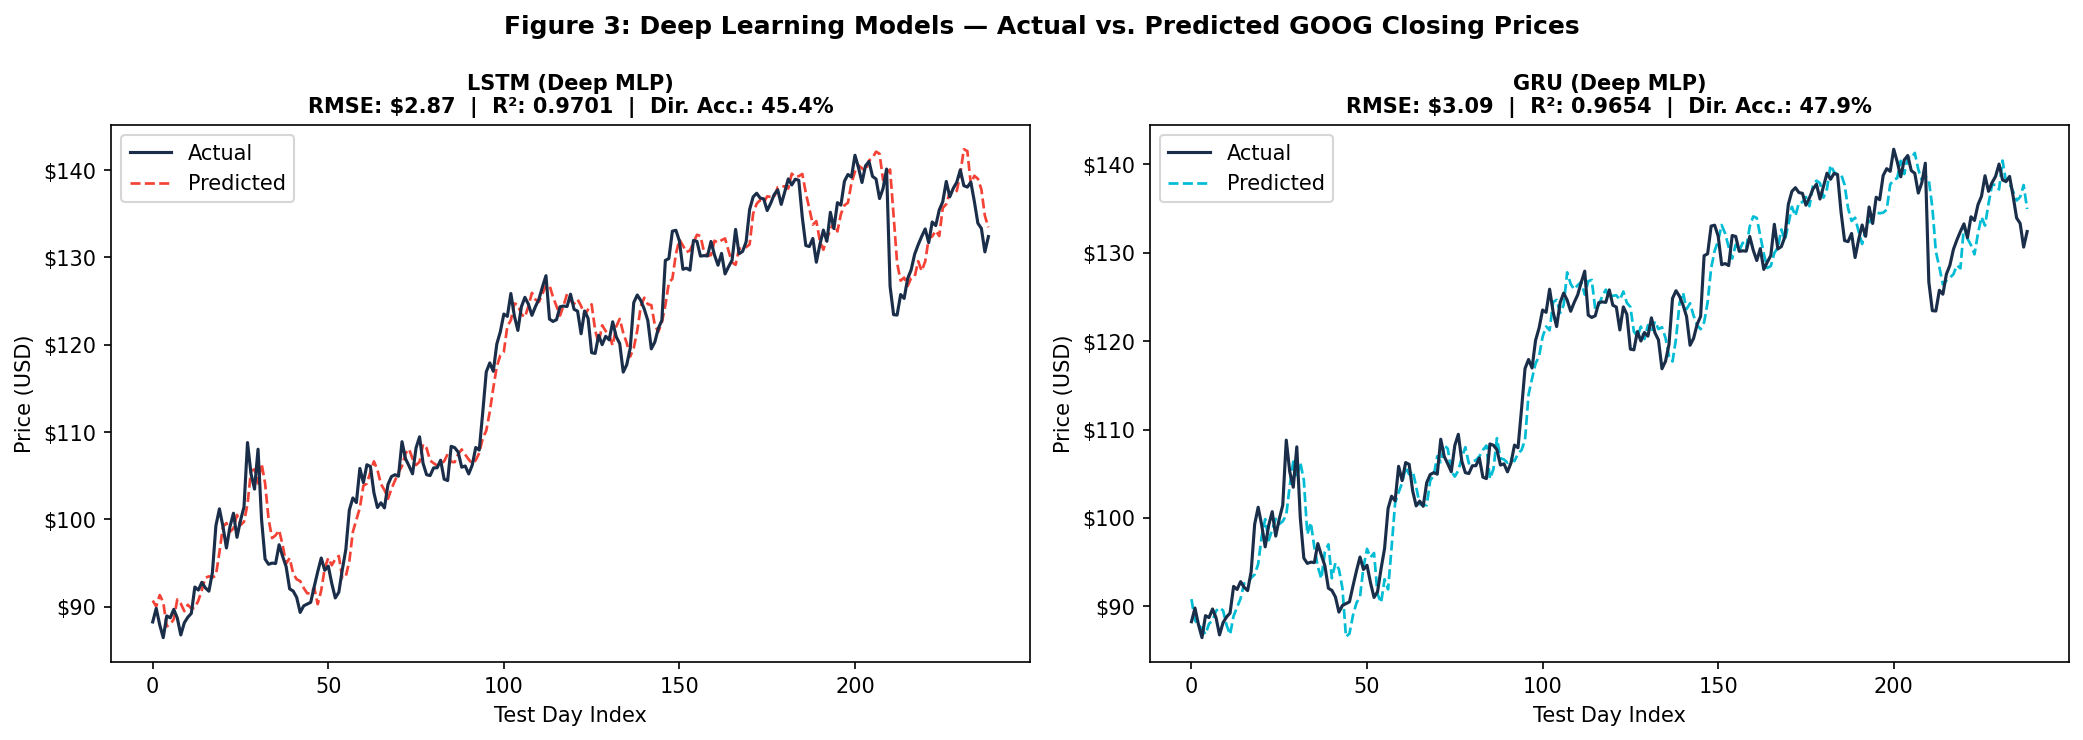 Figure 3: Deep Learning Models — Actual vs. Predicted GOOG Closing Prices
LSTM (Deep MLP)
RMSE: $2.87 | R²: 0.9701 | Dir. Acc.: 45.4%
Actual
Predicted
$140
$130
$120
$110
$100
$90
Price (USD)
0 50 100 150 200
Test Day Index
GRU (Deep MLP)
RMSE: $3.09 | R²: 0.9654 | Dir. Acc.: 47.9%
Actual
Predicted
$140
$130
$120
$110
$100
$90
Price (USD)
0 50 100 150 200
Test Day Index